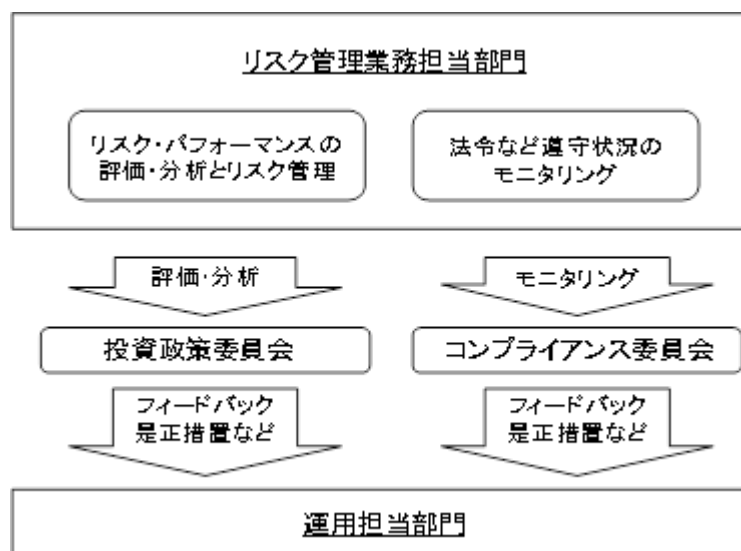 リスク管理業務担当部門
リスク・パフォーマンスの
評価・分析とリスク管理
法令など遵守状況の
モニタリング
評価・分析
モニタリング
投資政策委員会
コンプライアンス委員会
フィードバック
是正措置など
フィードバック
是正措置など
運用担当部門